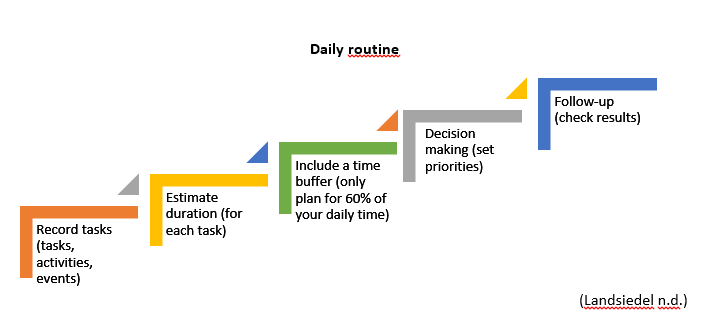 Daily routine
Record tasks
(tasks,
activities,
events)
Estimate
duration (for
each task)
Include a time
buffer (only
plan for 60% of
your daily time)
Decision
making (set
priorities)
Follow-up
(check results)
(Landsiedel n.d.)